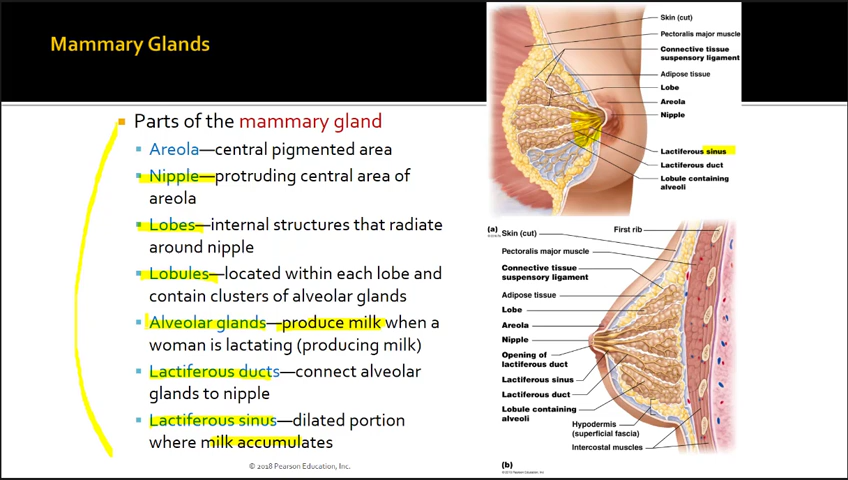 Mammary Glands
Parts of the mammary gland
Areola—central pigmented area
Nipple—protruding central area of
areola
Lobes—internal structures that radiate
around nipple
Lobules—located within each lobe and
contain clusters of alveolar glands
Alveolar glands—produce milk when a
woman is lactating (producing milk)
Lactiferous ducts—connect alveolar
glands to nipple
Lactiferous sinus—dilated portion
where milk accumulates
© 2018 Pearson Education, Inc.
Skin (cut)
Pectoralis major muscle
Connective tissue
suspensory ligament
Adipose tissue
Lobe
Areola
Nipple
Lactiferous sinus
Lactiferous duct
Lobule containing
alveoli
(a)
Skin (cut)
First rib
Pectoralis major muscle
Connective tissue
suspensory ligament
Adipose tissue
Lobe
Areola
Nipple
Opening of
lactiferous duct
Lactiferous sinus
Lactiferous duct
Lobule containing
alveoli
Hypodermis
(superficial fascia)
Intercostal muscles
(b)